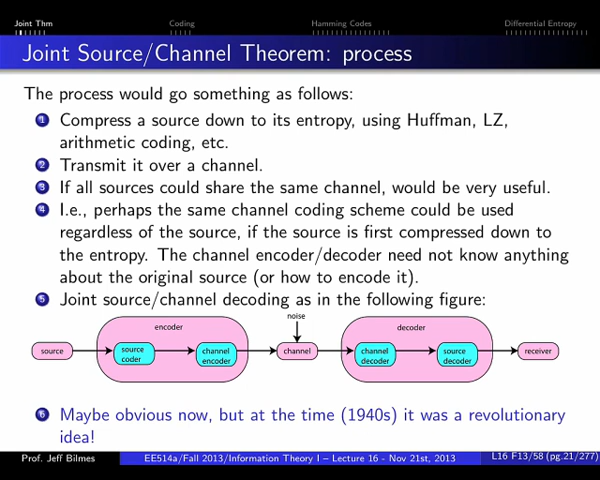 Joint Thm Coding Hamming Codes Differential Entropy
Joint Source/Channel Theorem: process
The process would go something as follows:
1 Compress a source down to its entropy, using Huffman, LZ,
arithmetic coding, etc.
2 Transmit it over a channel.
3 If all sources could share the same channel, would be very useful.
4 I.e., perhaps the same channel coding scheme could be used
regardless of the source, if the source is first compressed down to
the entropy. The channel encoder/decoder need not know anything
about the original source (or how to encode it).
5 Joint source/channel decoding as in the following figure:
noise
encoder decoder
source source coder channel encoder channel channel decoder source decoder receiver
6 Maybe obvious now, but at the time (1940s) it was a revolutionary
idea!
Prof. Jeff Bilmes EE514a/Fall 2013/Information Theory I – Lecture 16 - Nov 21st, 2013 L16 F13/58 (pg.21/277)